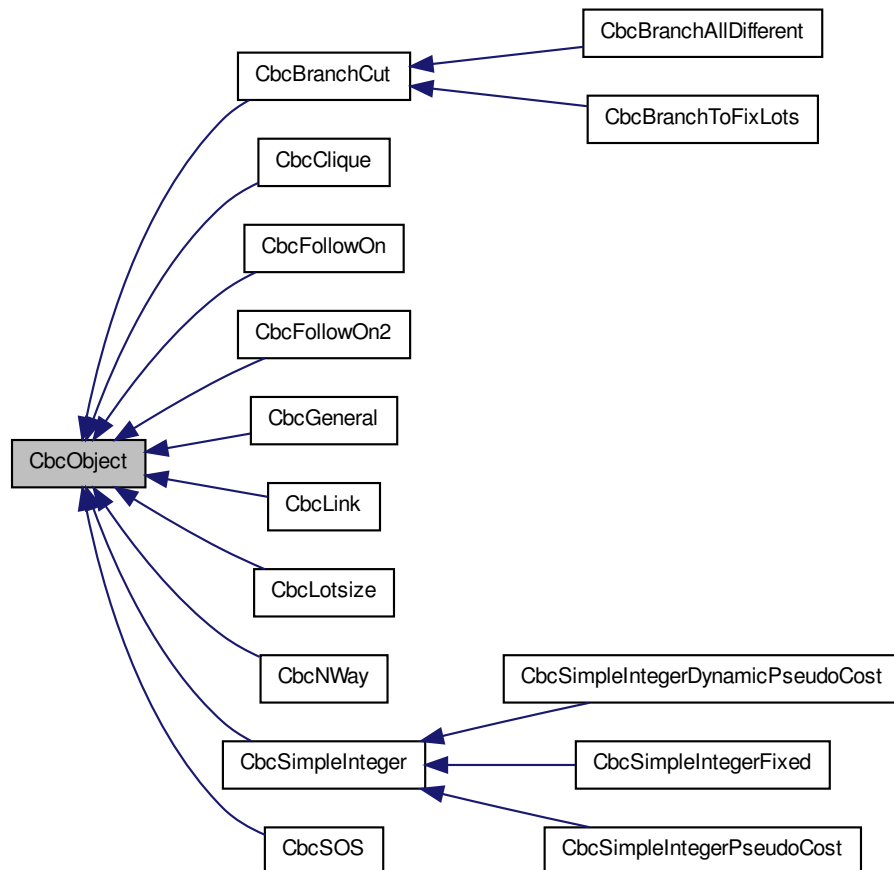 CbcBranchAllDifferent
CbcBranchCut
CbcBranchToFixLots
CbcClique
CbcFollowOn
CbcFollowOn2
CbcGeneral
CbcObject
CbcLink
CbcLotsize
CbcNWay
CbcSimpleIntegerDynamicPseudoCost
CbcSimpleInteger
CbcSimpleIntegerFixed
CbcSOS
CbcSimpleIntegerPseudoCost